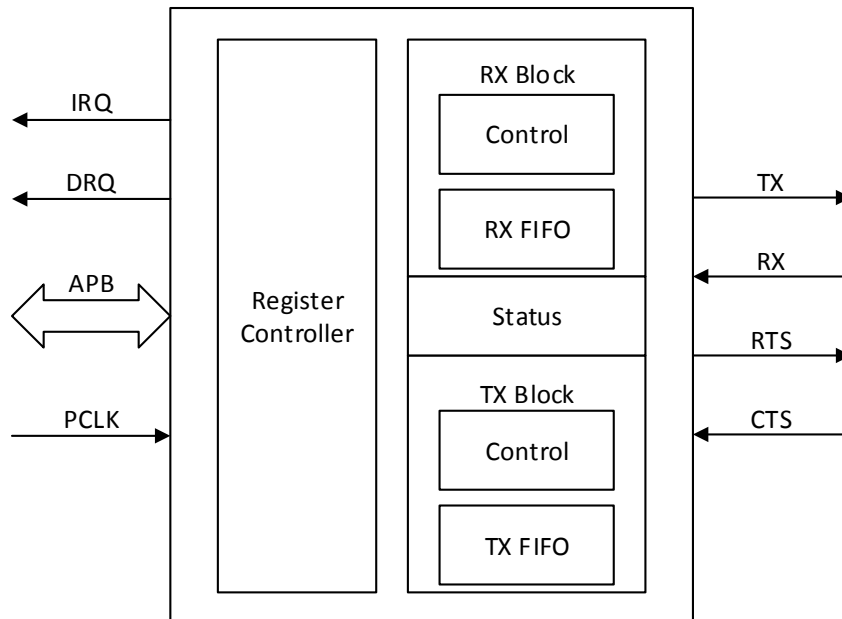 IRQ
DRQ
APB
PCLK
Register
Controller
RX Block
Control
RX FIFO
Status
TX Block
Control
TX FIFO
TX
RX
RTS
CTS